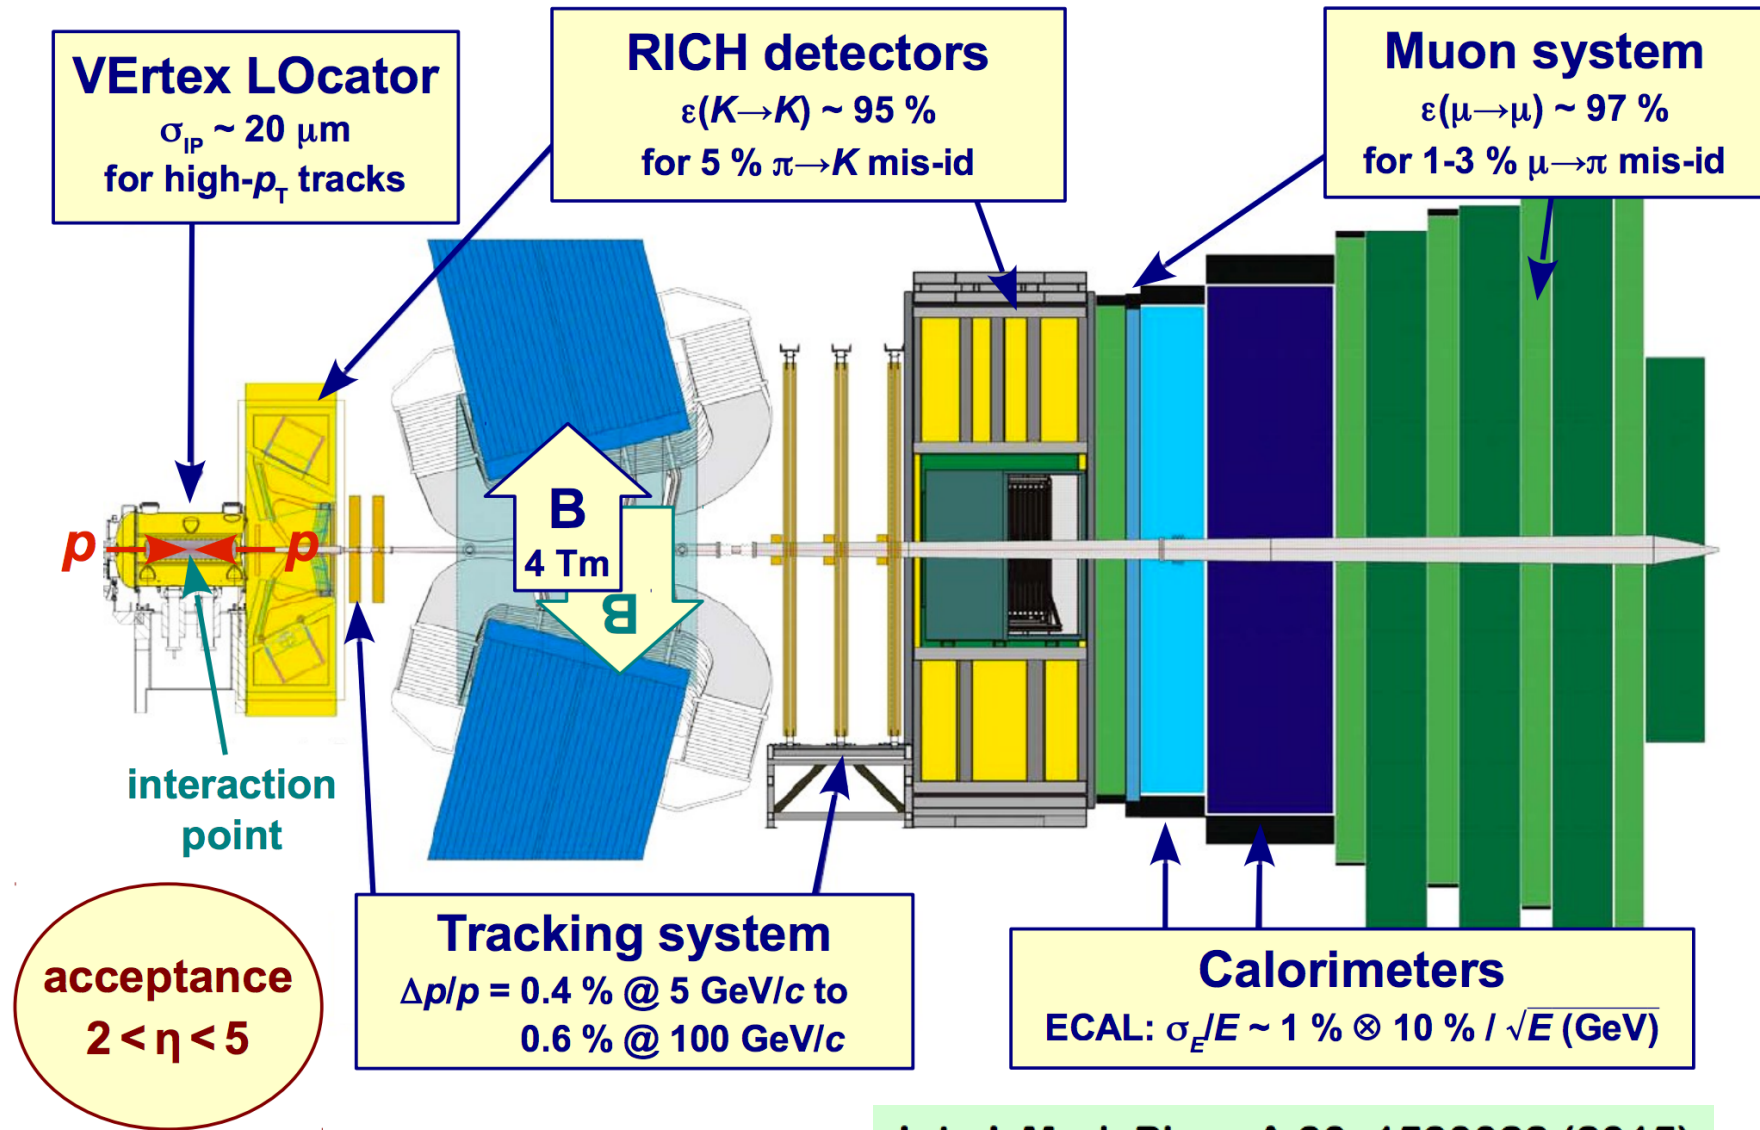 VErtex LOcator
σIP ~ 20 μm
for high-pT tracks
RICH detectors
ε(K→K) ~ 95 %
for 5 % π→K mis-id
Muon system
ε(μ→μ) ~ 97 %
for 1-3 % μ→π mis-id
p
p
B
4 Tm
B
interaction
point
acceptance
2 < η < 5
Tracking system
Δp/p = 0.4 % @ 5 GeV/c to
0.6 % @ 100 GeV/c
Calorimeters
ECAL: σE/E ~ 1 % ⊗ 10 % / √E (GeV)